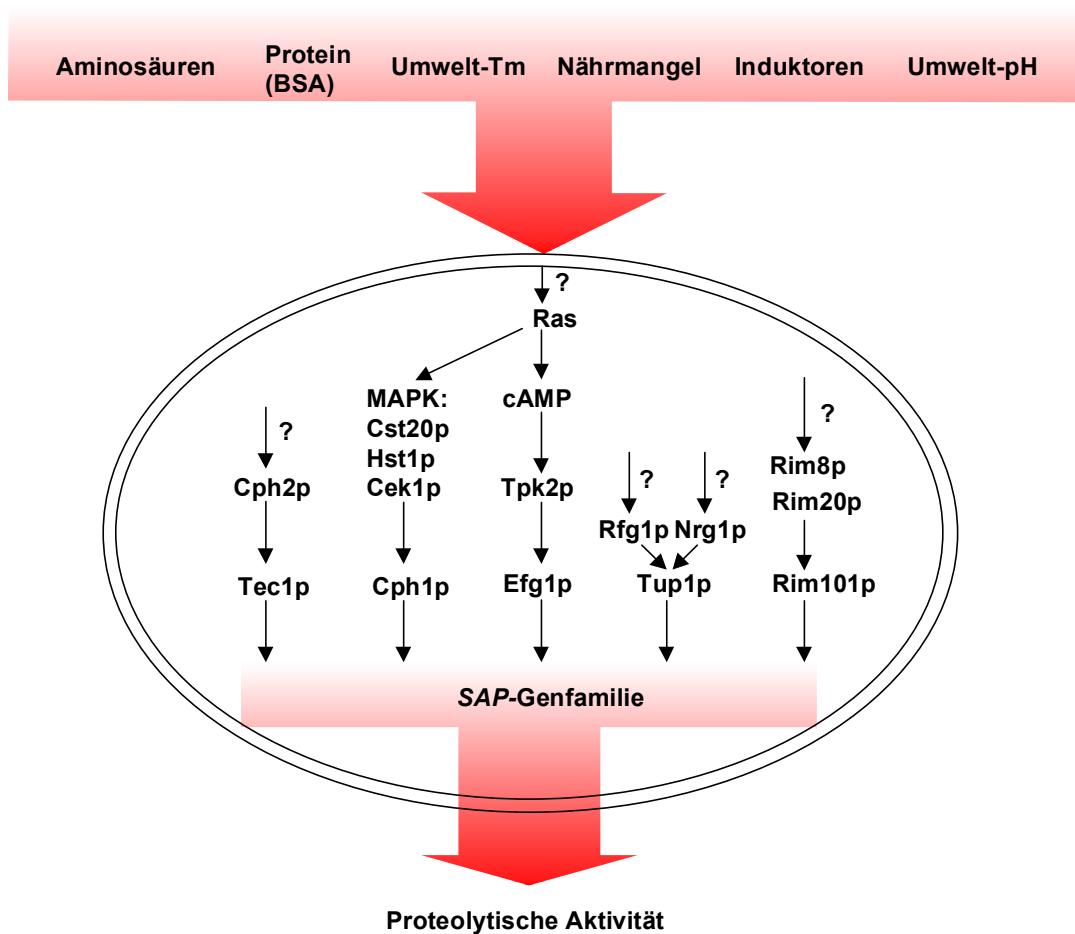 Aminosäuren
Protein
(BSA)
Umwelt-Tm
Nährmangel
Induktoren
Umwelt-pH
?
Ras
MAPK:
Cst20p
Hst1p
Cek1p
cAMP
?
Cph2p
Tpk2p
?
Rfg1p
?
Nrg1p
?
Rim8p
Rim20p
Tec1p
Cph1p
Efg1p
Tup1p
Rim101p
SAP-Genfamilie
Proteolytische Aktivität